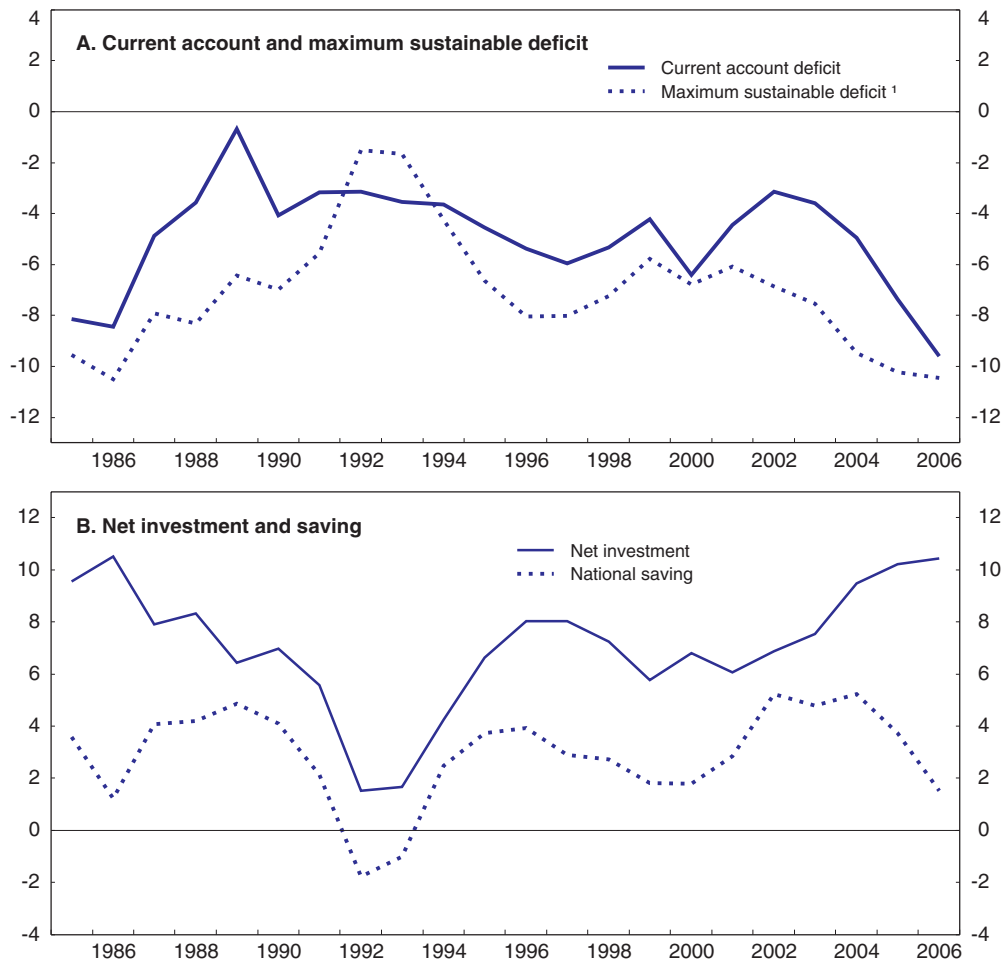 4 4
A. Current account and maximum sustainable deficit
2 2
Current account deficit
Maximum sustainable deficit ¹
0 0
-2 -2
-4 -4
-6 -6
-8 -8
-10 -10
-12 -12
1986 1988 1990 1992 1994 1996 1998 2000 2002 2004 2006
12 12
B. Net investment and saving
Net investment
10 10
National saving
8 8
6 6
4 4
2 2
0 0
-2 -2
-4 -4
1986 1988 1990 1992 1994 1996 1998 2000 2002 2004 2006